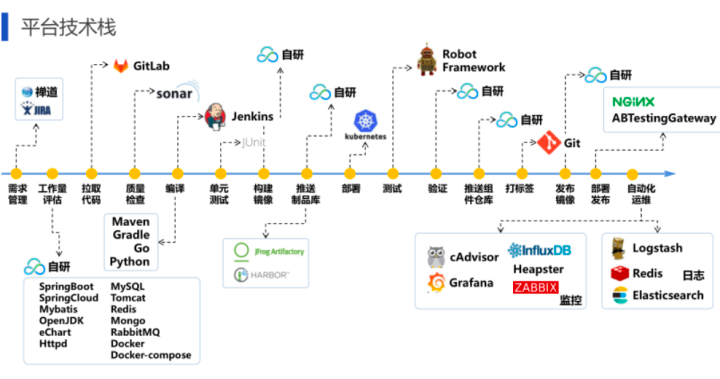 平台技术栈
禅道
JIRA
GitLab
sonar
Jenkins
JUnit
自研
自研
kubernetes
Robot
Framework
自研
自研
Git
自研
NGINX
ABTestingGateway
需求
管理
工作量
评估
拉取
代码
质量
检查
编译
单元
测试
构建
镜像
推送
制品库
部署
测试
验证
推送组
件仓库
打标签
发布
镜像
部署
发布
自动化
运维
自研
SpringBoot
SpringCloud
Mybatis
OpenJDK
eChart
Httpd
MySQL
Tomcat
Redis
Mongo
RabbitMQ
Docker
Docker-compose
Maven
Gradle
Go
Python
JFrog Artifactory
HARBOR™
cAdvisor
Grafana
InfluxDB
Heapster
ZABBIX
监控
Logstash
Redis
日志
Elasticsearch